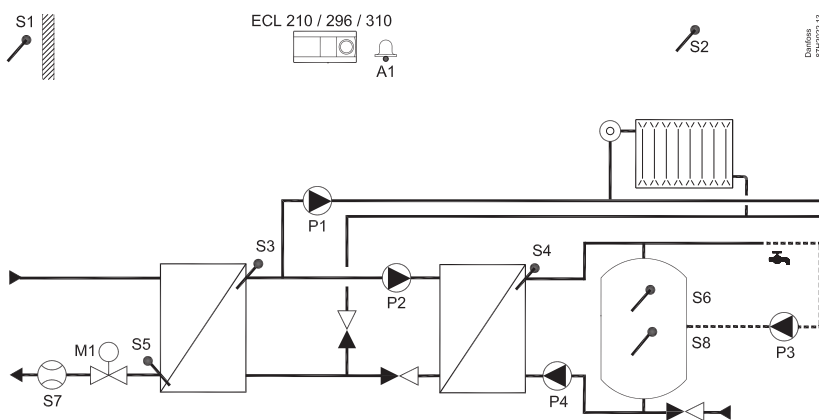 S1
ECL 210 / 296 / 310
A1
S2
Danfoss
P1
S3
S4
P2
S6
S8
S5
M1
S7
P4
P3